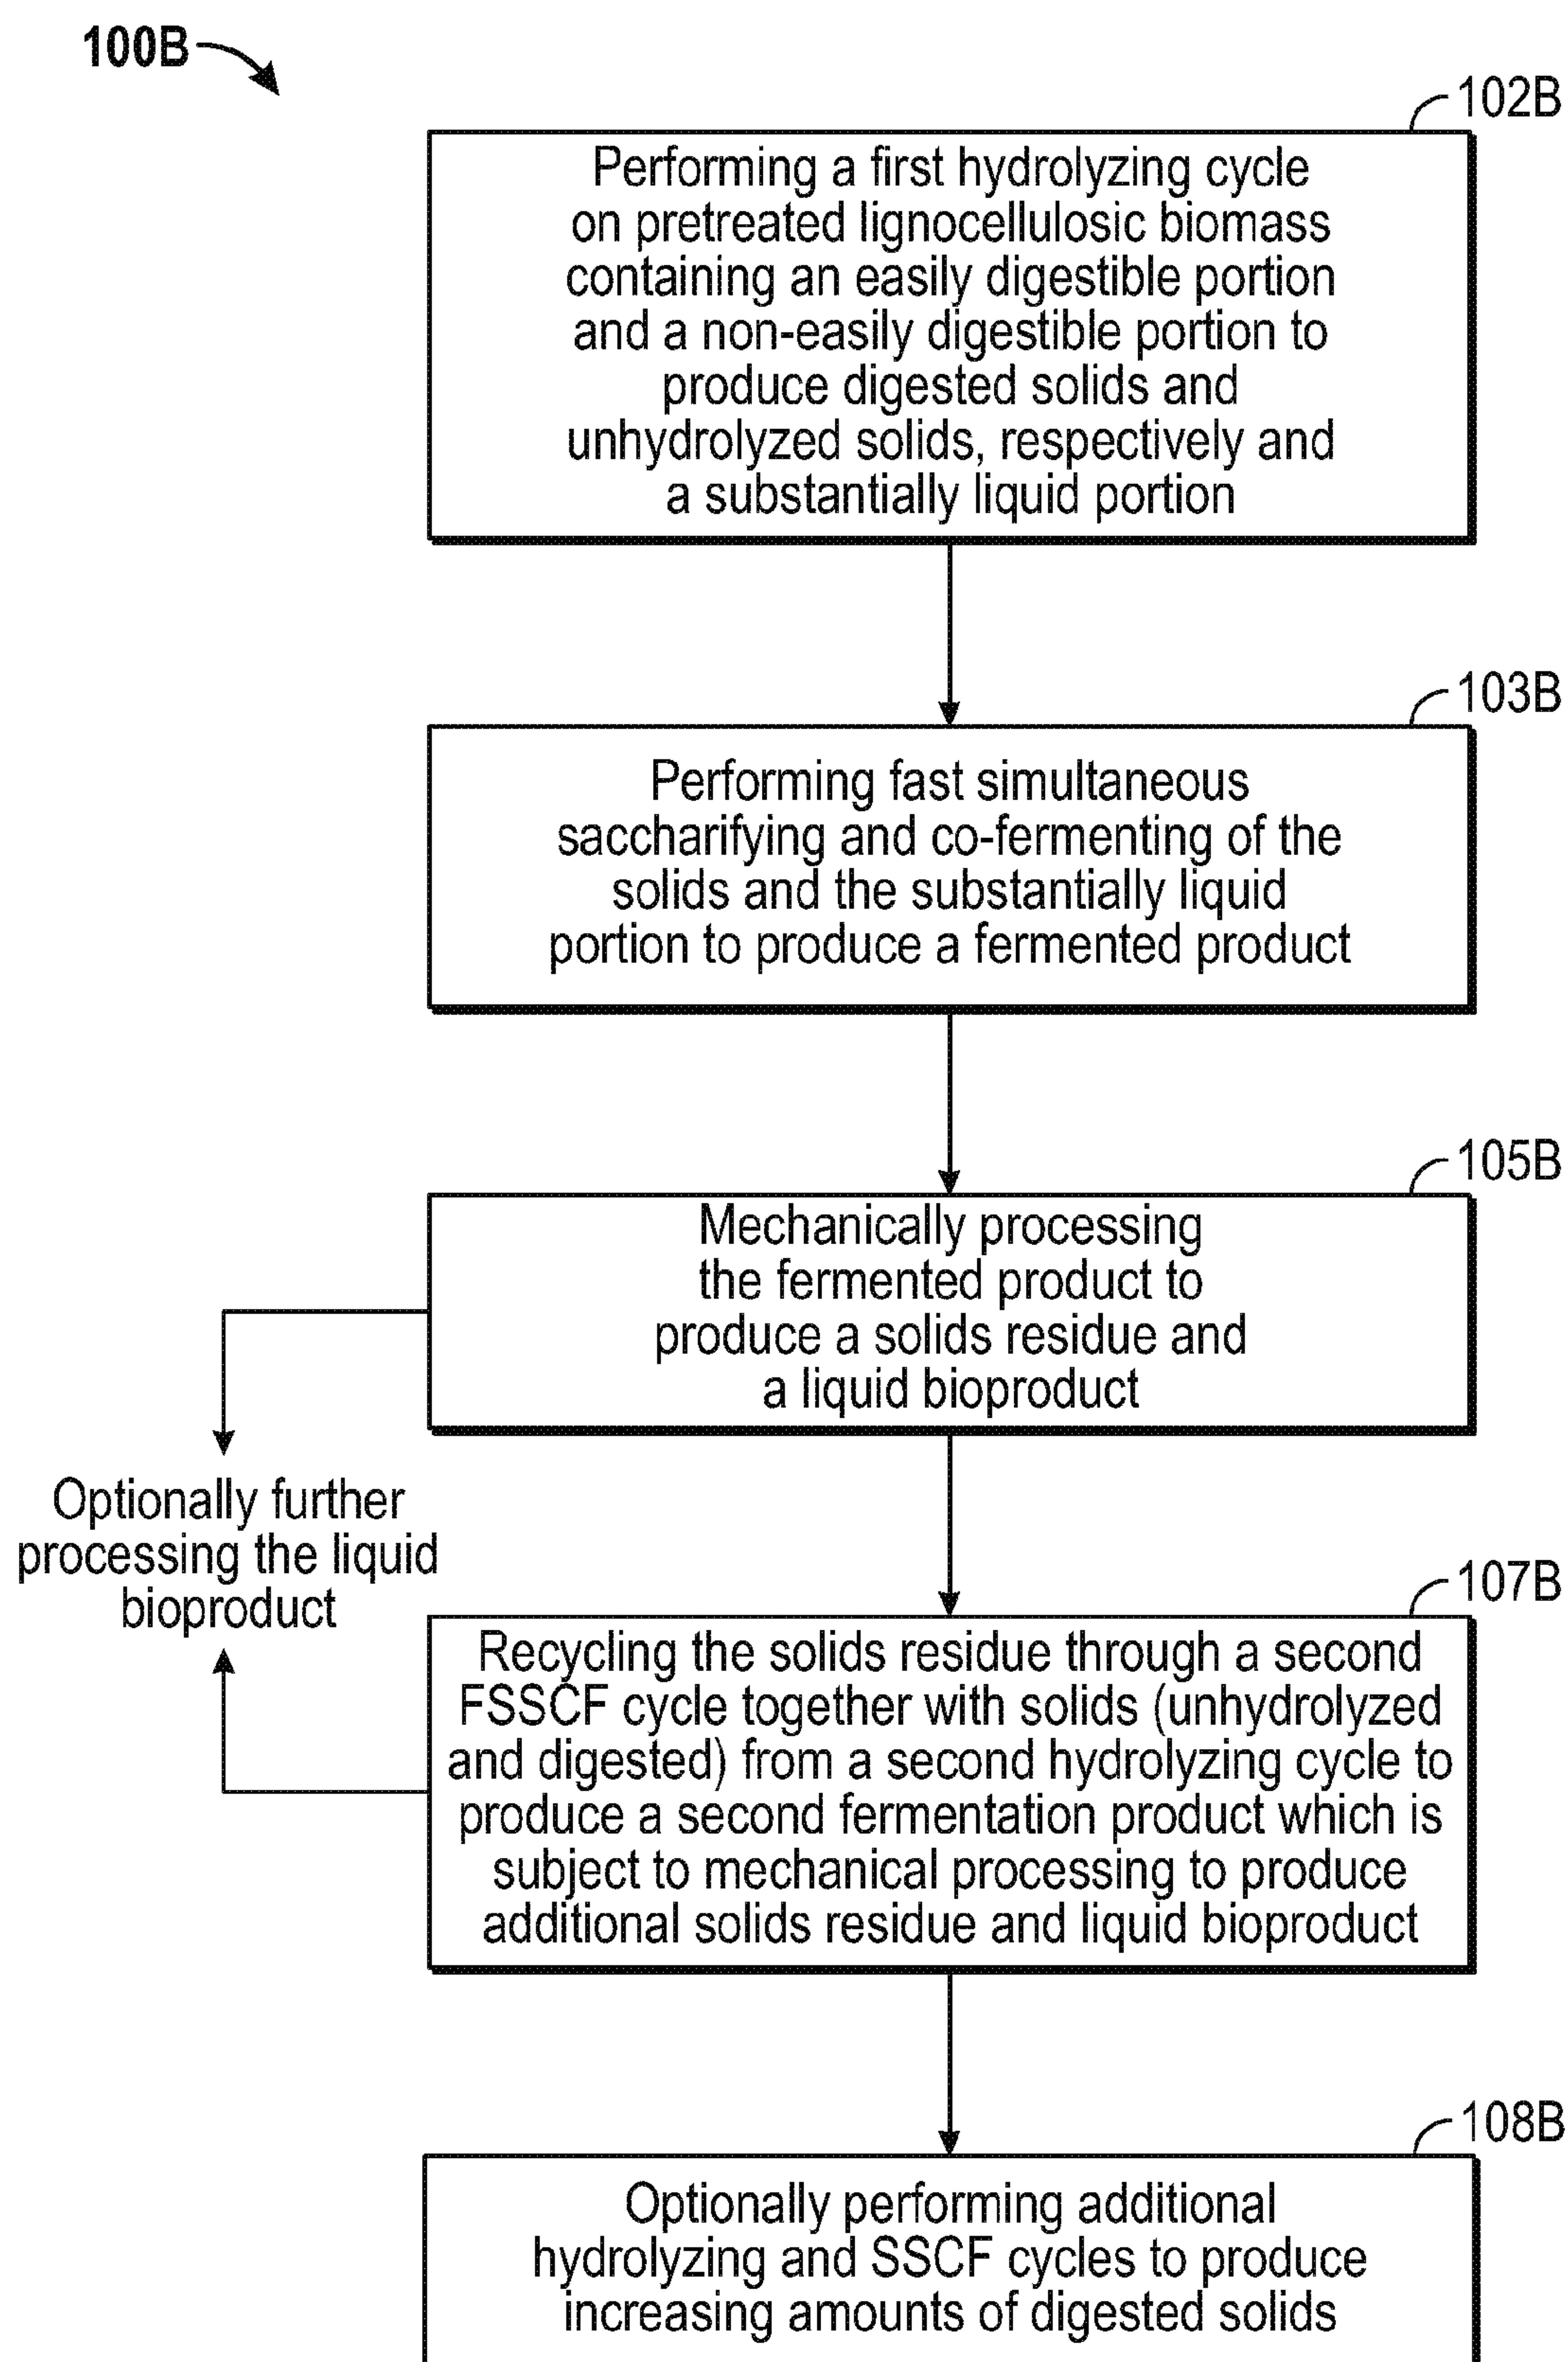 100B
102B
Performing a first hydrolyzing cycle
on pretreated lignocellulosic biomass
containing an easily digestible portion
and a non-easily digestible portion to
produce digested solids and
unhydrolyzed solids, respectively and
a substantially liquid portion
103B
Performing fast simultaneous
saccharifying and co-fermenting of the
solids and the substantially liquid
portion to produce a fermented product
105B
Mechanically processing
the fermented product to
produce a solids residue and
a liquid bioproduct
Optionally further
processing the liquid
bioproduct
107B
Recycling the solids residue through a second
FSSCF cycle together with solids (unhydrolyzed
and digested) from a second hydrolyzing cycle to
produce a second fermentation product which is
subject to mechanical processing to produce
additional solids residue and liquid bioproduct
108B
Optionally performing additional
hydrolyzing and SSCF cycles to produce
increasing amounts of digested solids